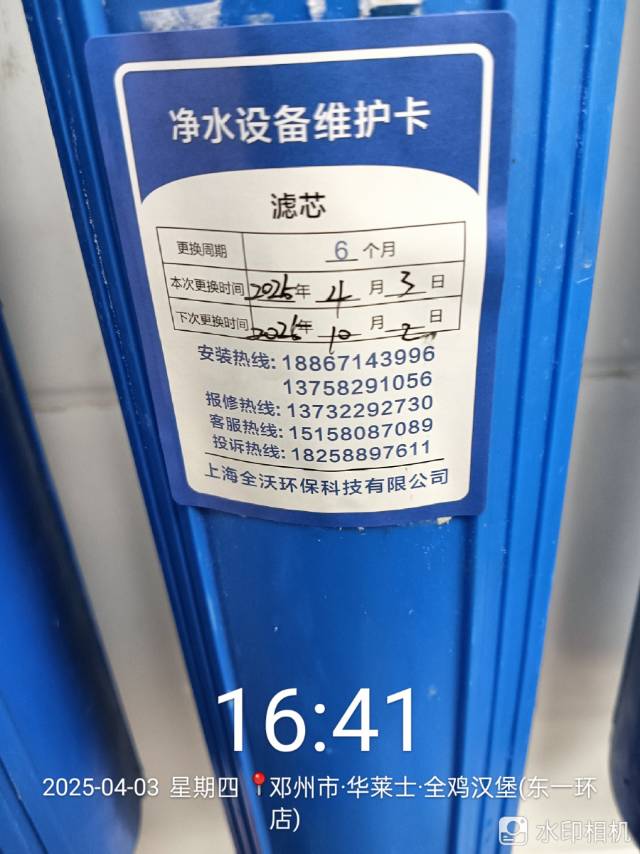 净水设备维护卡
滤芯
更换周期 6 个月
本次更换时间 2025年 4 月 3 日
下次更换时间 2025年 10 月 2 日
安装热线: 18867143996
13758291056
报修热线: 13732292730
客服热线: 15158087089
投诉热线: 18258897611
上海全沃环保科技有限公司
16:41
2025-04-03 星期四 邓州市·华莱士·全鸡汉堡(东一环
店)
水印相机